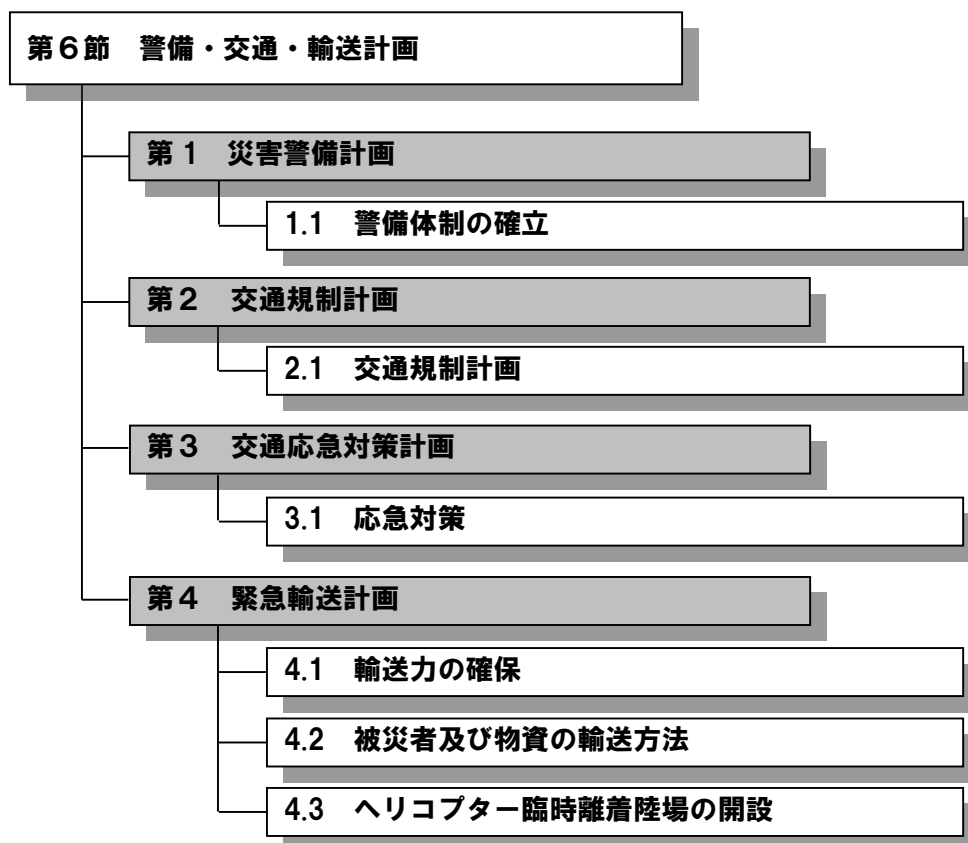 第６節　警備・交通・輸送計画
第１　災害警備計画
1.1　警備体制の確立
第２　交通規制計画
2.1　交通規制計画
第３　交通応急対策計画
3.1　応急対策
第４　緊急輸送計画
4.1　輸送力の確保
4.2　被災者及び物資の輸送方法
4.3　ヘリコプター臨時離着陸場の開設